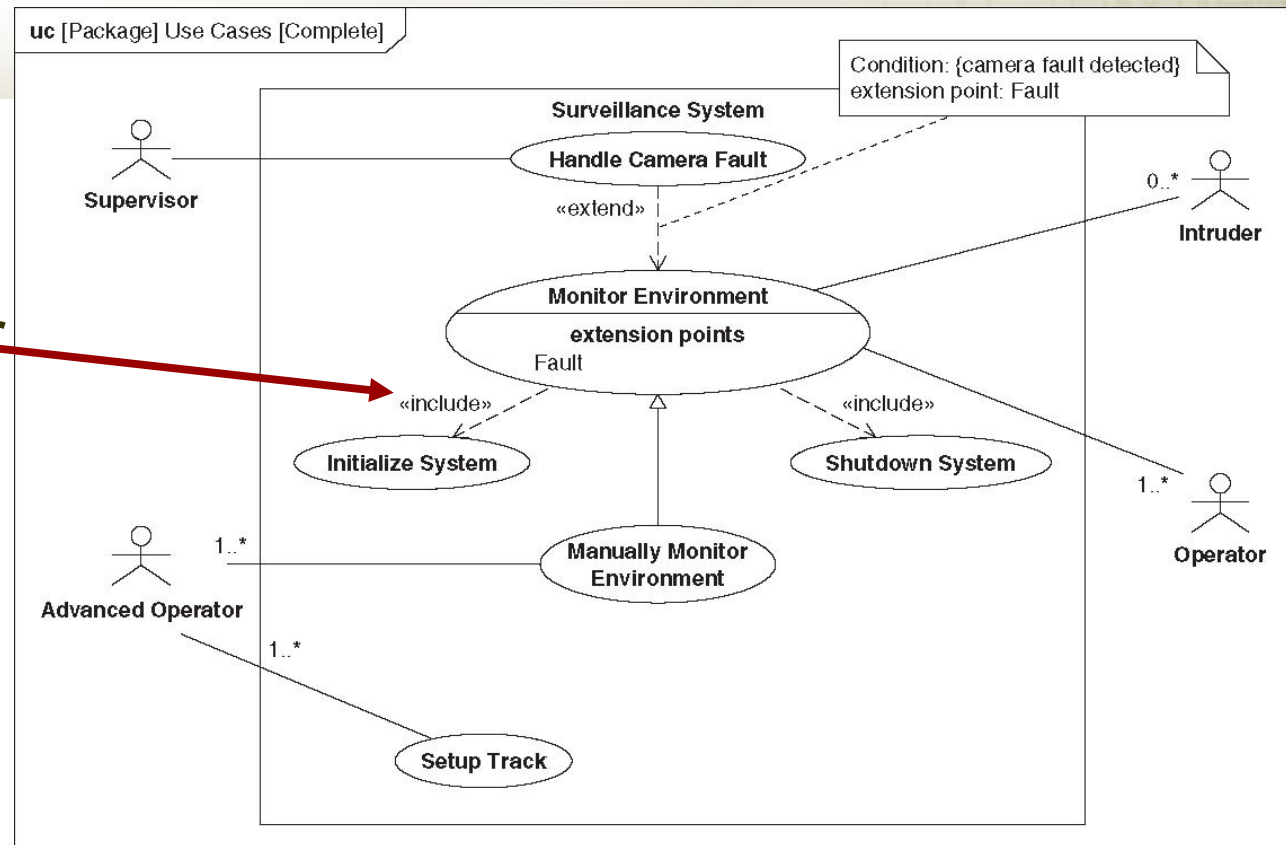 uc [Package] Use Cases [Complete]
Condition: {camera fault detected}
extension point: Fault
Surveillance System
Handle Camera Fault
Supervisor
«extend»
0..*
Intruder
Monitor Environment
extension points
Fault
«include»
«include»
Initialize System
Shutdown System
1..*
Operator
1..*
Manually Monitor
Environment
Advanced Operator
1..*
Setup Track